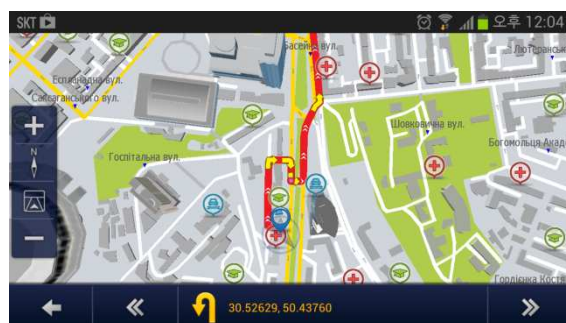 SKT
오후 12:04
Басейна вул.
Лютеранськ
Еспланадна вул.
Саксаганського вул.
Шовковична вул.
Богомольця Акад
Госпітальна вул.
N
Гордієнка Костя
30.52629, 50.43760